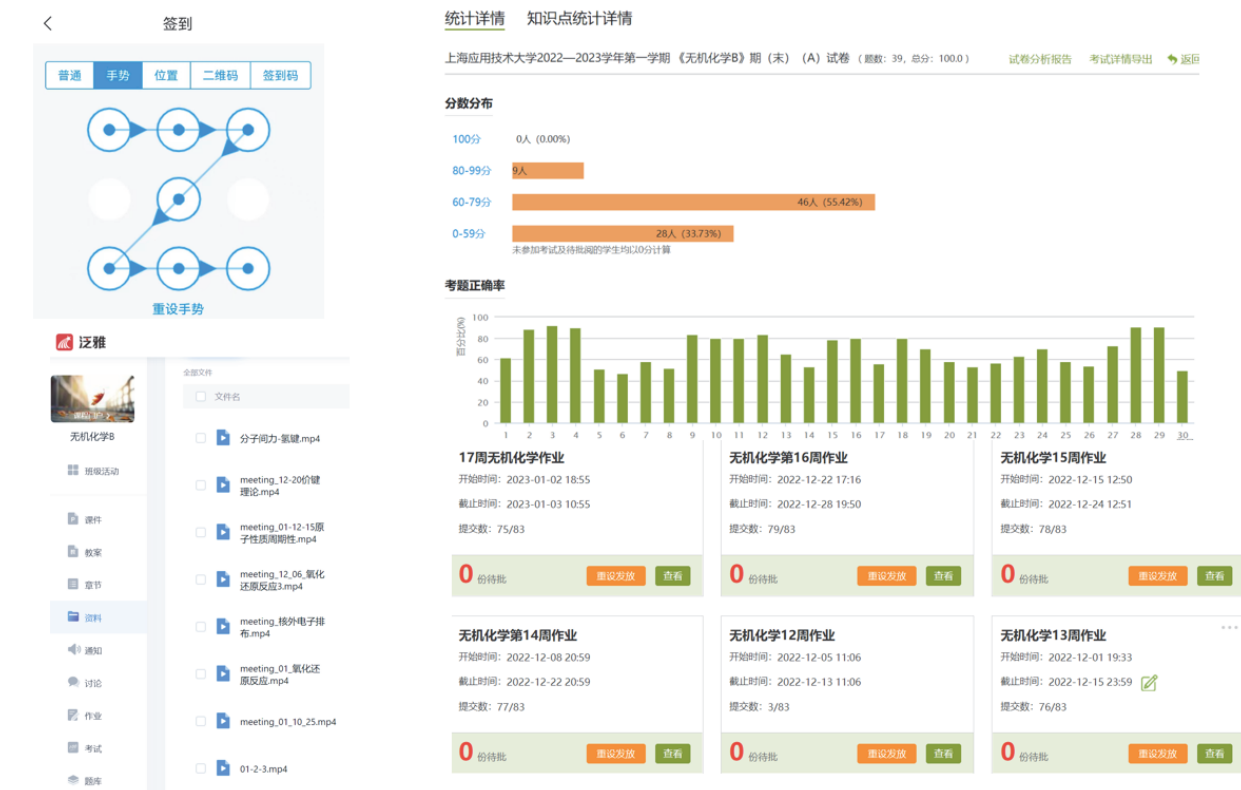 签到
普通 手势 位置 二维码 签到码
重设手势
泛雅
无机化学B
班级活动
课件
教案
章节
资料
通知
讨论
作业
考试
题库
全部文件
文件名
分子间力-氢键.mp4
meeting_12-20价键
理论.mp4
meeting_01-12-15原
子性质周期性.mp4
meeting_12_06_氧化
还原反应3.mp4
meeting_核外电子排
布.mp4
meeting_01_氧化还
原反应.mp4
meeting_01_10_25.mp4
01-2-3.mp4
统计详情 知识点统计详情
上海应用技术大学2022—2023学年第一学期 《无机化学B》期（末）（A）试卷（ 题数: 39, 总分: 100.0 ） 试卷分析报告 考试详情导出 返回
分数分布
100分 0人 (0.00%)
80-99分 9人
60-79分 46人 (55.42%)
0-59分 28人 (33.73%)
未参加考试及待批阅的学生均以0分计算
考题正确率
百分比(%)
100
80
60
40
20
0
1 2 3 4 5 6 7 8 9 10 11 12 13 14 15 16 17 18 19 20 21 22 23 24 25 26 27 28 29 30
17周无机化学作业
开始时间: 2023-01-02 18:55
截止时间: 2023-01-03 10:55
提交数: 75/83
0 份待批 重设发放 查看
无机化学第16周作业
开始时间: 2022-12-22 17:16
截止时间: 2022-12-28 19:50
提交数: 79/83
0 份待批 重设发放 查看
无机化学15周作业
开始时间: 2022-12-15 12:50
截止时间: 2022-12-24 12:51
提交数: 78/83
0 份待批 重设发放 查看
无机化学第14周作业
开始时间: 2022-12-08 20:59
截止时间: 2022-12-22 20:59
提交数: 77/83
0 份待批 重设发放 查看
无机化学12周作业
开始时间: 2022-12-05 11:06
截止时间: 2022-12-13 11:06
提交数: 3/83
0 份待批 重设发放 查看
无机化学13周作业
开始时间: 2022-12-01 19:33
截止时间: 2022-12-15 23:59
提交数: 76/83
0 份待批 重设发放 查看